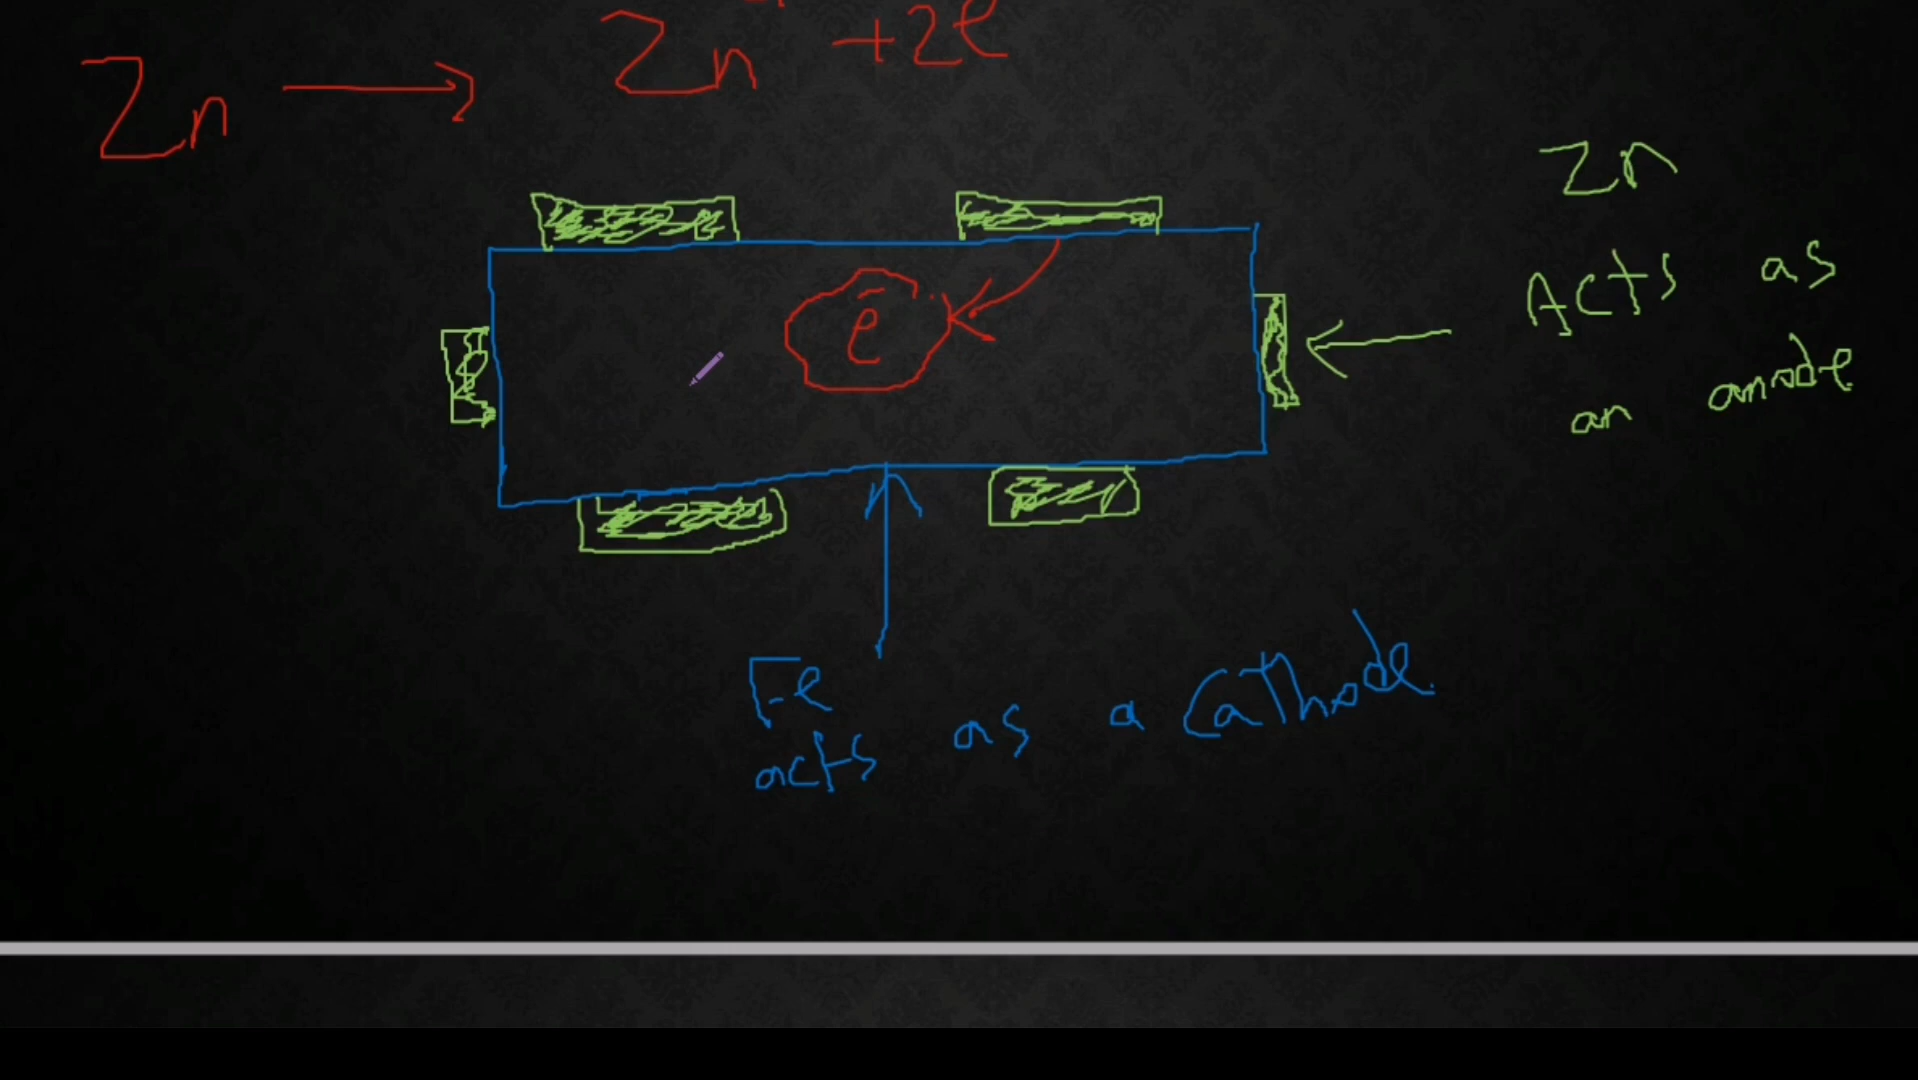 Zn → Zn +2e
Zn
Acts as
an anode
e̅
Fe
acts as a Cathode.